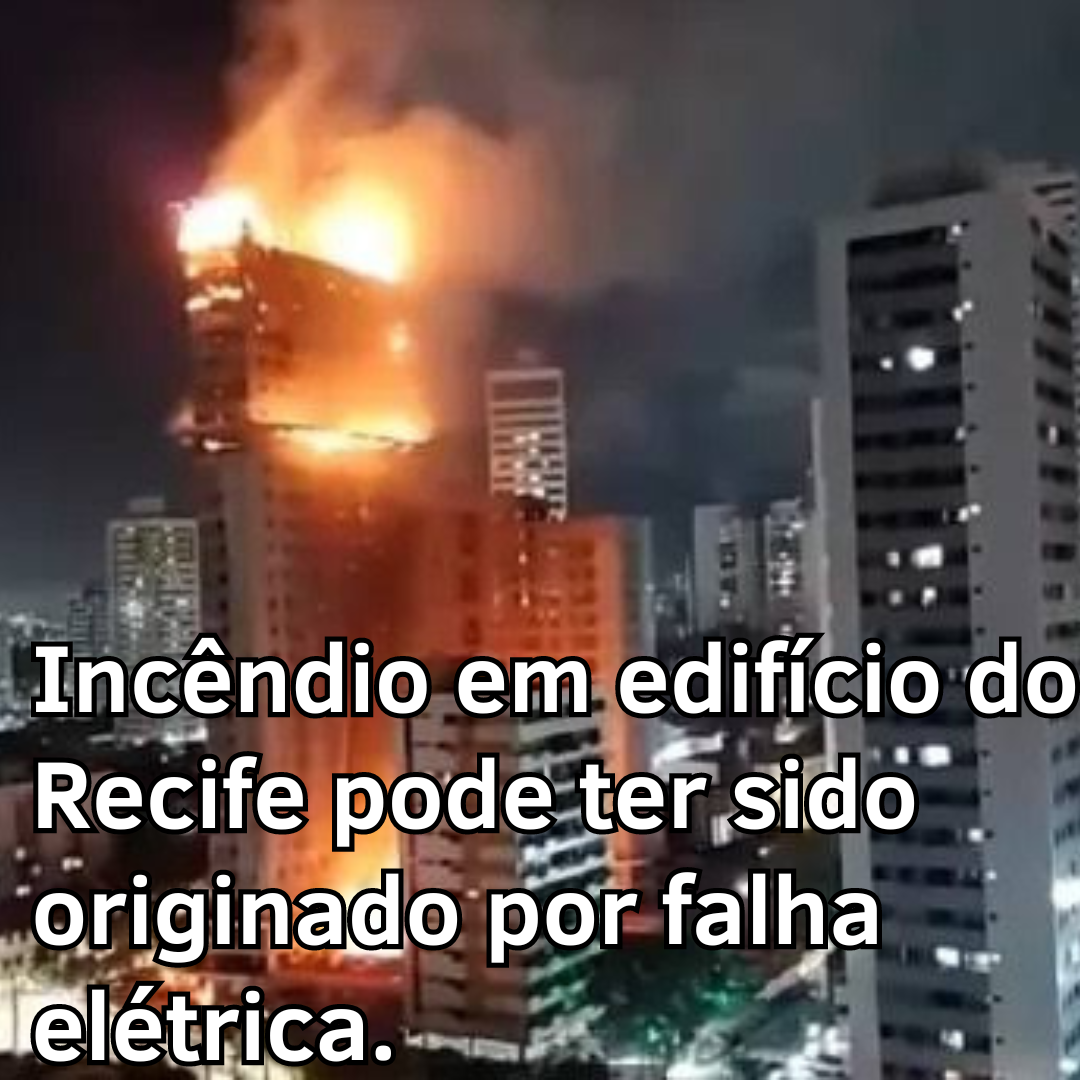 Incêndio em edifício do
Recife pode ter sido
originado por falha
elétrica.